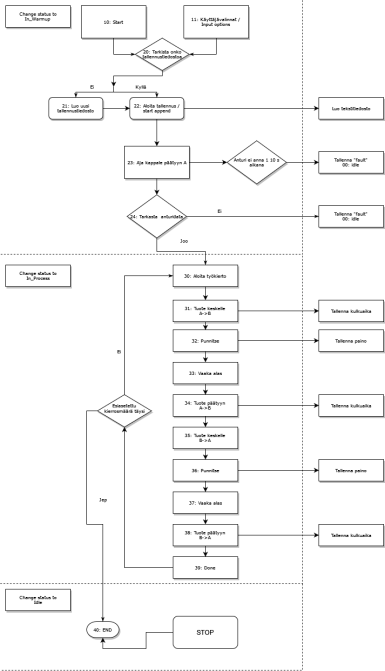 Change status to
In_Warmup
10: Start
11: Käyttäjävalinnat /
Input options
20: Tarkista onko
tallennustiedostoa
Ei
Kyllä
21: Luo uusi
tallennustiedosto
22: Aloita tallennus /
start append
Luo tekstitiedosto
23: Aja kappale päätyyn A
Anturi ei anna 1 10 s
aikana
Tallenna "fault"
00: Idle
24: Tarkasta anturidata
Ei
Tallenna "fault"
00: Idle
Joo
Change status to
In_Process
30: Aloita työkierto
31: Tuote keskelle
A->B
Tallenna kulkuaika
32: Punnitse
Tallenna paino
Ei
33: Vaaka alas
Esiasetettu
kierrosmäärä täysi
34: Tuote päätyyn
A->B
Tallenna kulkuaika
35: Tuote keskelle
B->A
36: Punnitse
Tallenna paino
Jep
37: Vaaka alas
38: Tuote päätyyn
B->A
Tallenna kulkuaika
39: Done
Change status to
Idle
40: END
STOP